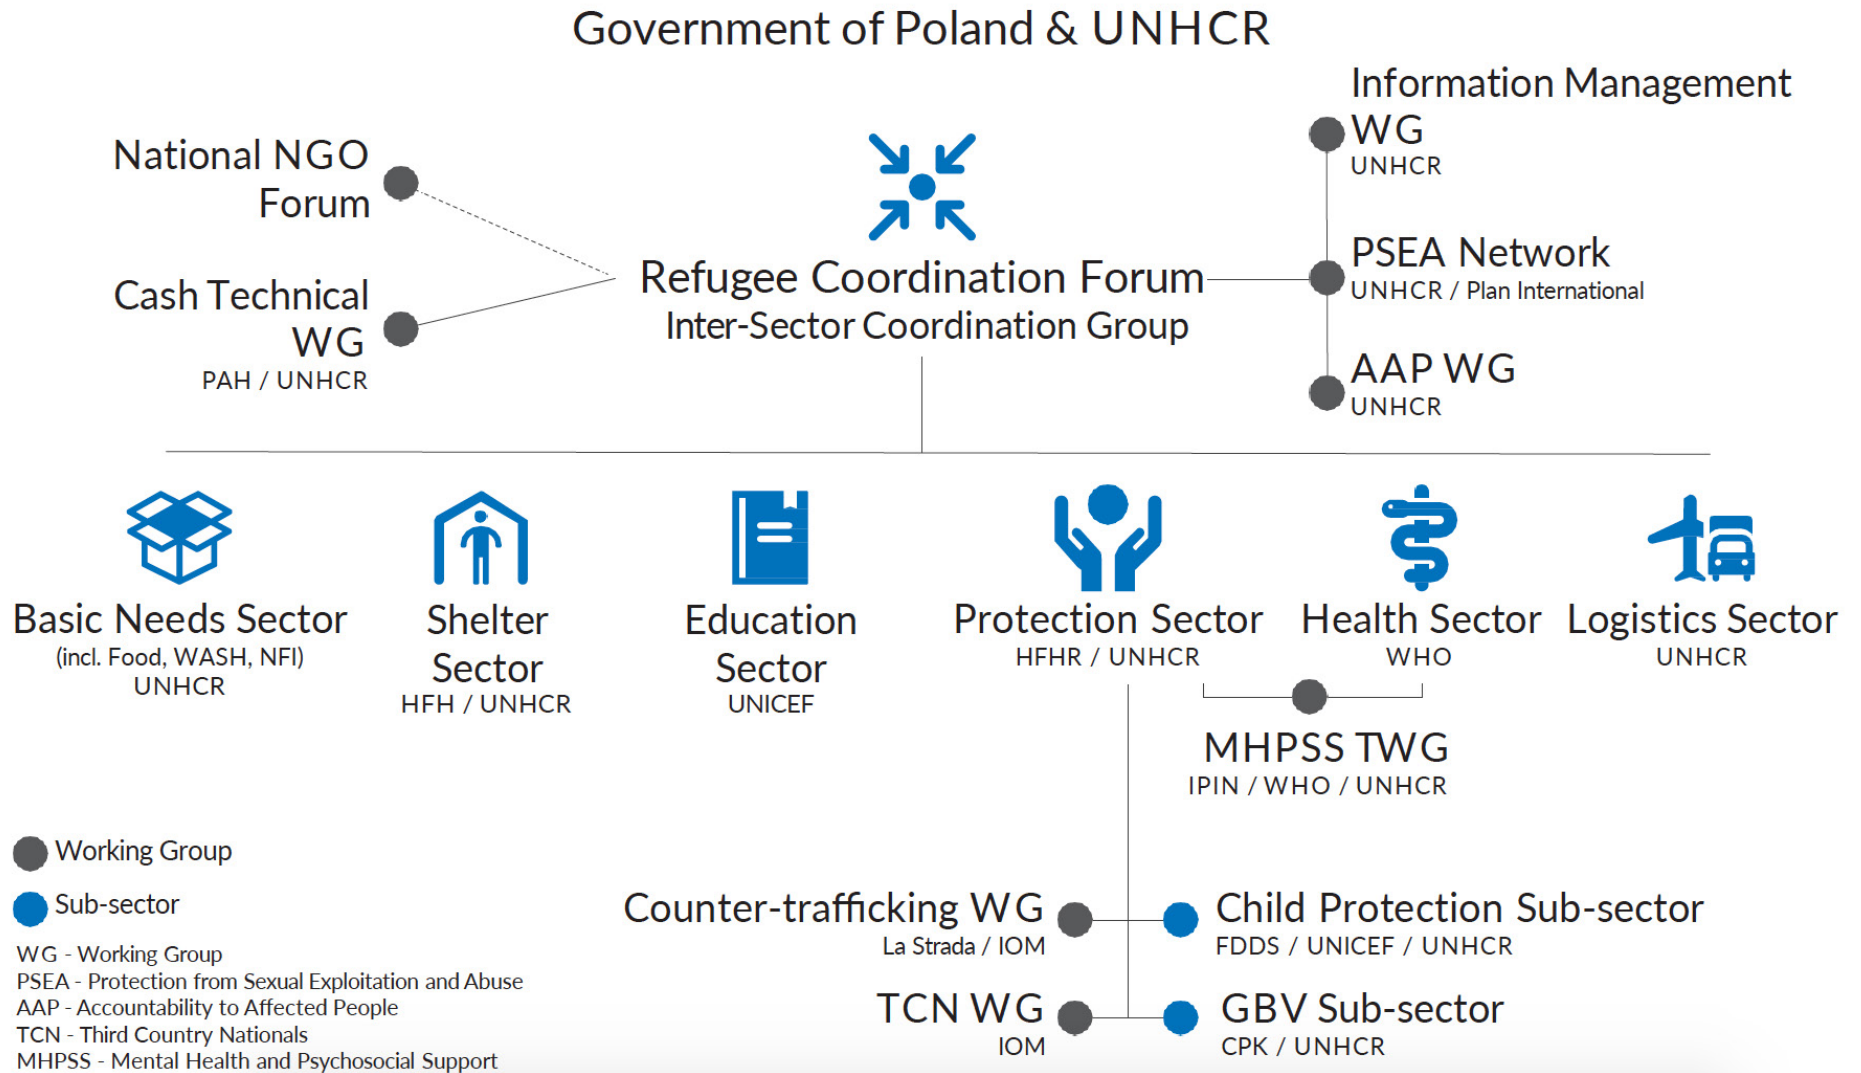 Government of Poland & UNHCR
National NGO
Forum
Cash Technical
WG
PAH / UNHCR
Refugee Coordination Forum
Inter-Sector Coordination Group
Information Management
WG
UNHCR
PSEA Network
UNHCR / Plan International
AAP WG
UNHCR
Basic Needs Sector
(incl. Food, WASH, NFI)
UNHCR
Shelter
Sector
HFH / UNHCR
Education
Sector
UNICEF
Protection Sector
HFHR / UNHCR
Health Sector
WHO
Logistics Sector
UNHCR
MHPSS TWG
IPIN / WHO / UNHCR
Counter-trafficking WG
La Strada / IOM
Child Protection Sub-sector
FDDS / UNICEF / UNHCR
TCN WG
IOM
GBV Sub-sector
CPK / UNHCR
Working Group
Sub-sector
WG - Working Group
PSEA - Protection from Sexual Exploitation and Abuse
AAP - Accountability to Affected People
TCN - Third Country Nationals
MHPSS - Mental Health and Psychosocial Support